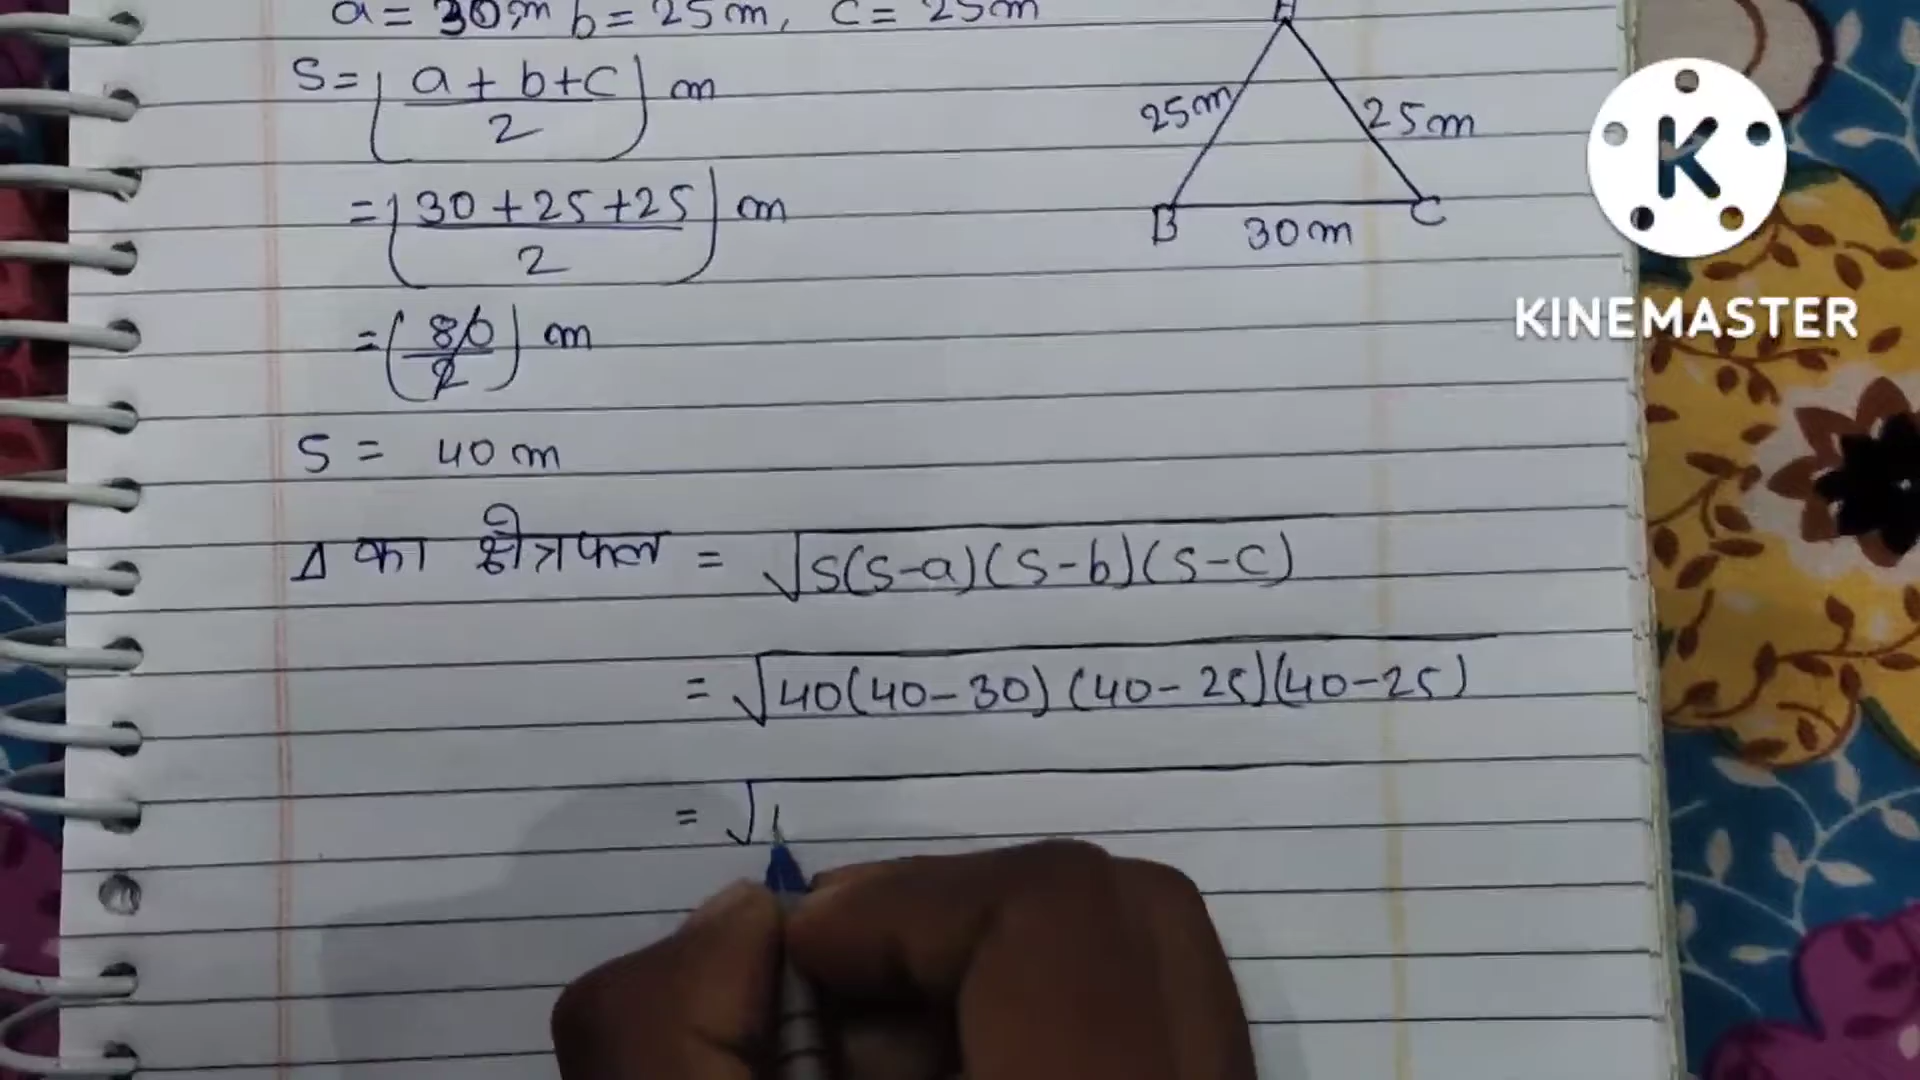 a = 30m b = 25m, c = 25m
S = (a + b + c / 2) m
= (30 + 25 + 25 / 2) m
= (80 / 2) m
S = 40 m
Δ का क्षेत्रफल = √s(s-a)(s-b)(s-c)
= √40(40-30)(40-25)(40-25)
= √
A
25m
25m
B
30m
C
K
KINEMASTER